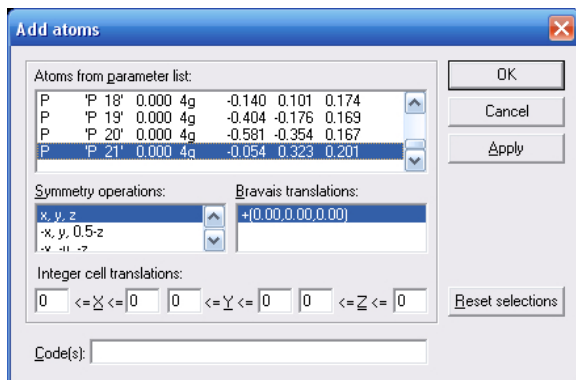 Add atoms
Atoms from parameter list:
P 'P 18' 0.000 4g -0.140 0.101 0.174
P 'P 19' 0.000 4g -0.404 -0.176 0.169
P 'P 20' 0.000 4g -0.581 -0.354 0.167
P 'P 21' 0.000 4g -0.054 0.323 0.201
OK
Cancel
Apply
Symmetry operations:
x, y, z
-x, y, 0.5-z
-x, -y, -z
Bravais translations:
+(0.00,0.00,0.00)
Integer cell translations:
0 <=X<= 0 0 <=Y<= 0 0 <=Z<= 0
Reset selections
Code(s):